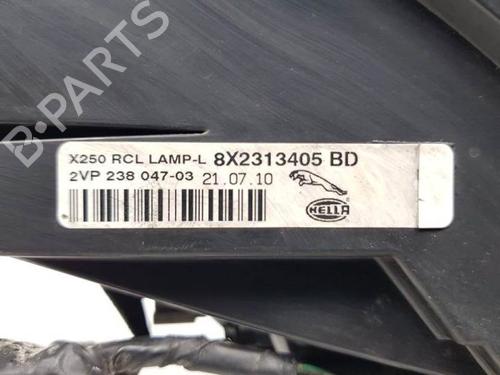 B-PARTS
X250 RCL LAMP-L 8X2313405 BD
2VP 238 047-03 21.07.10
HELLA